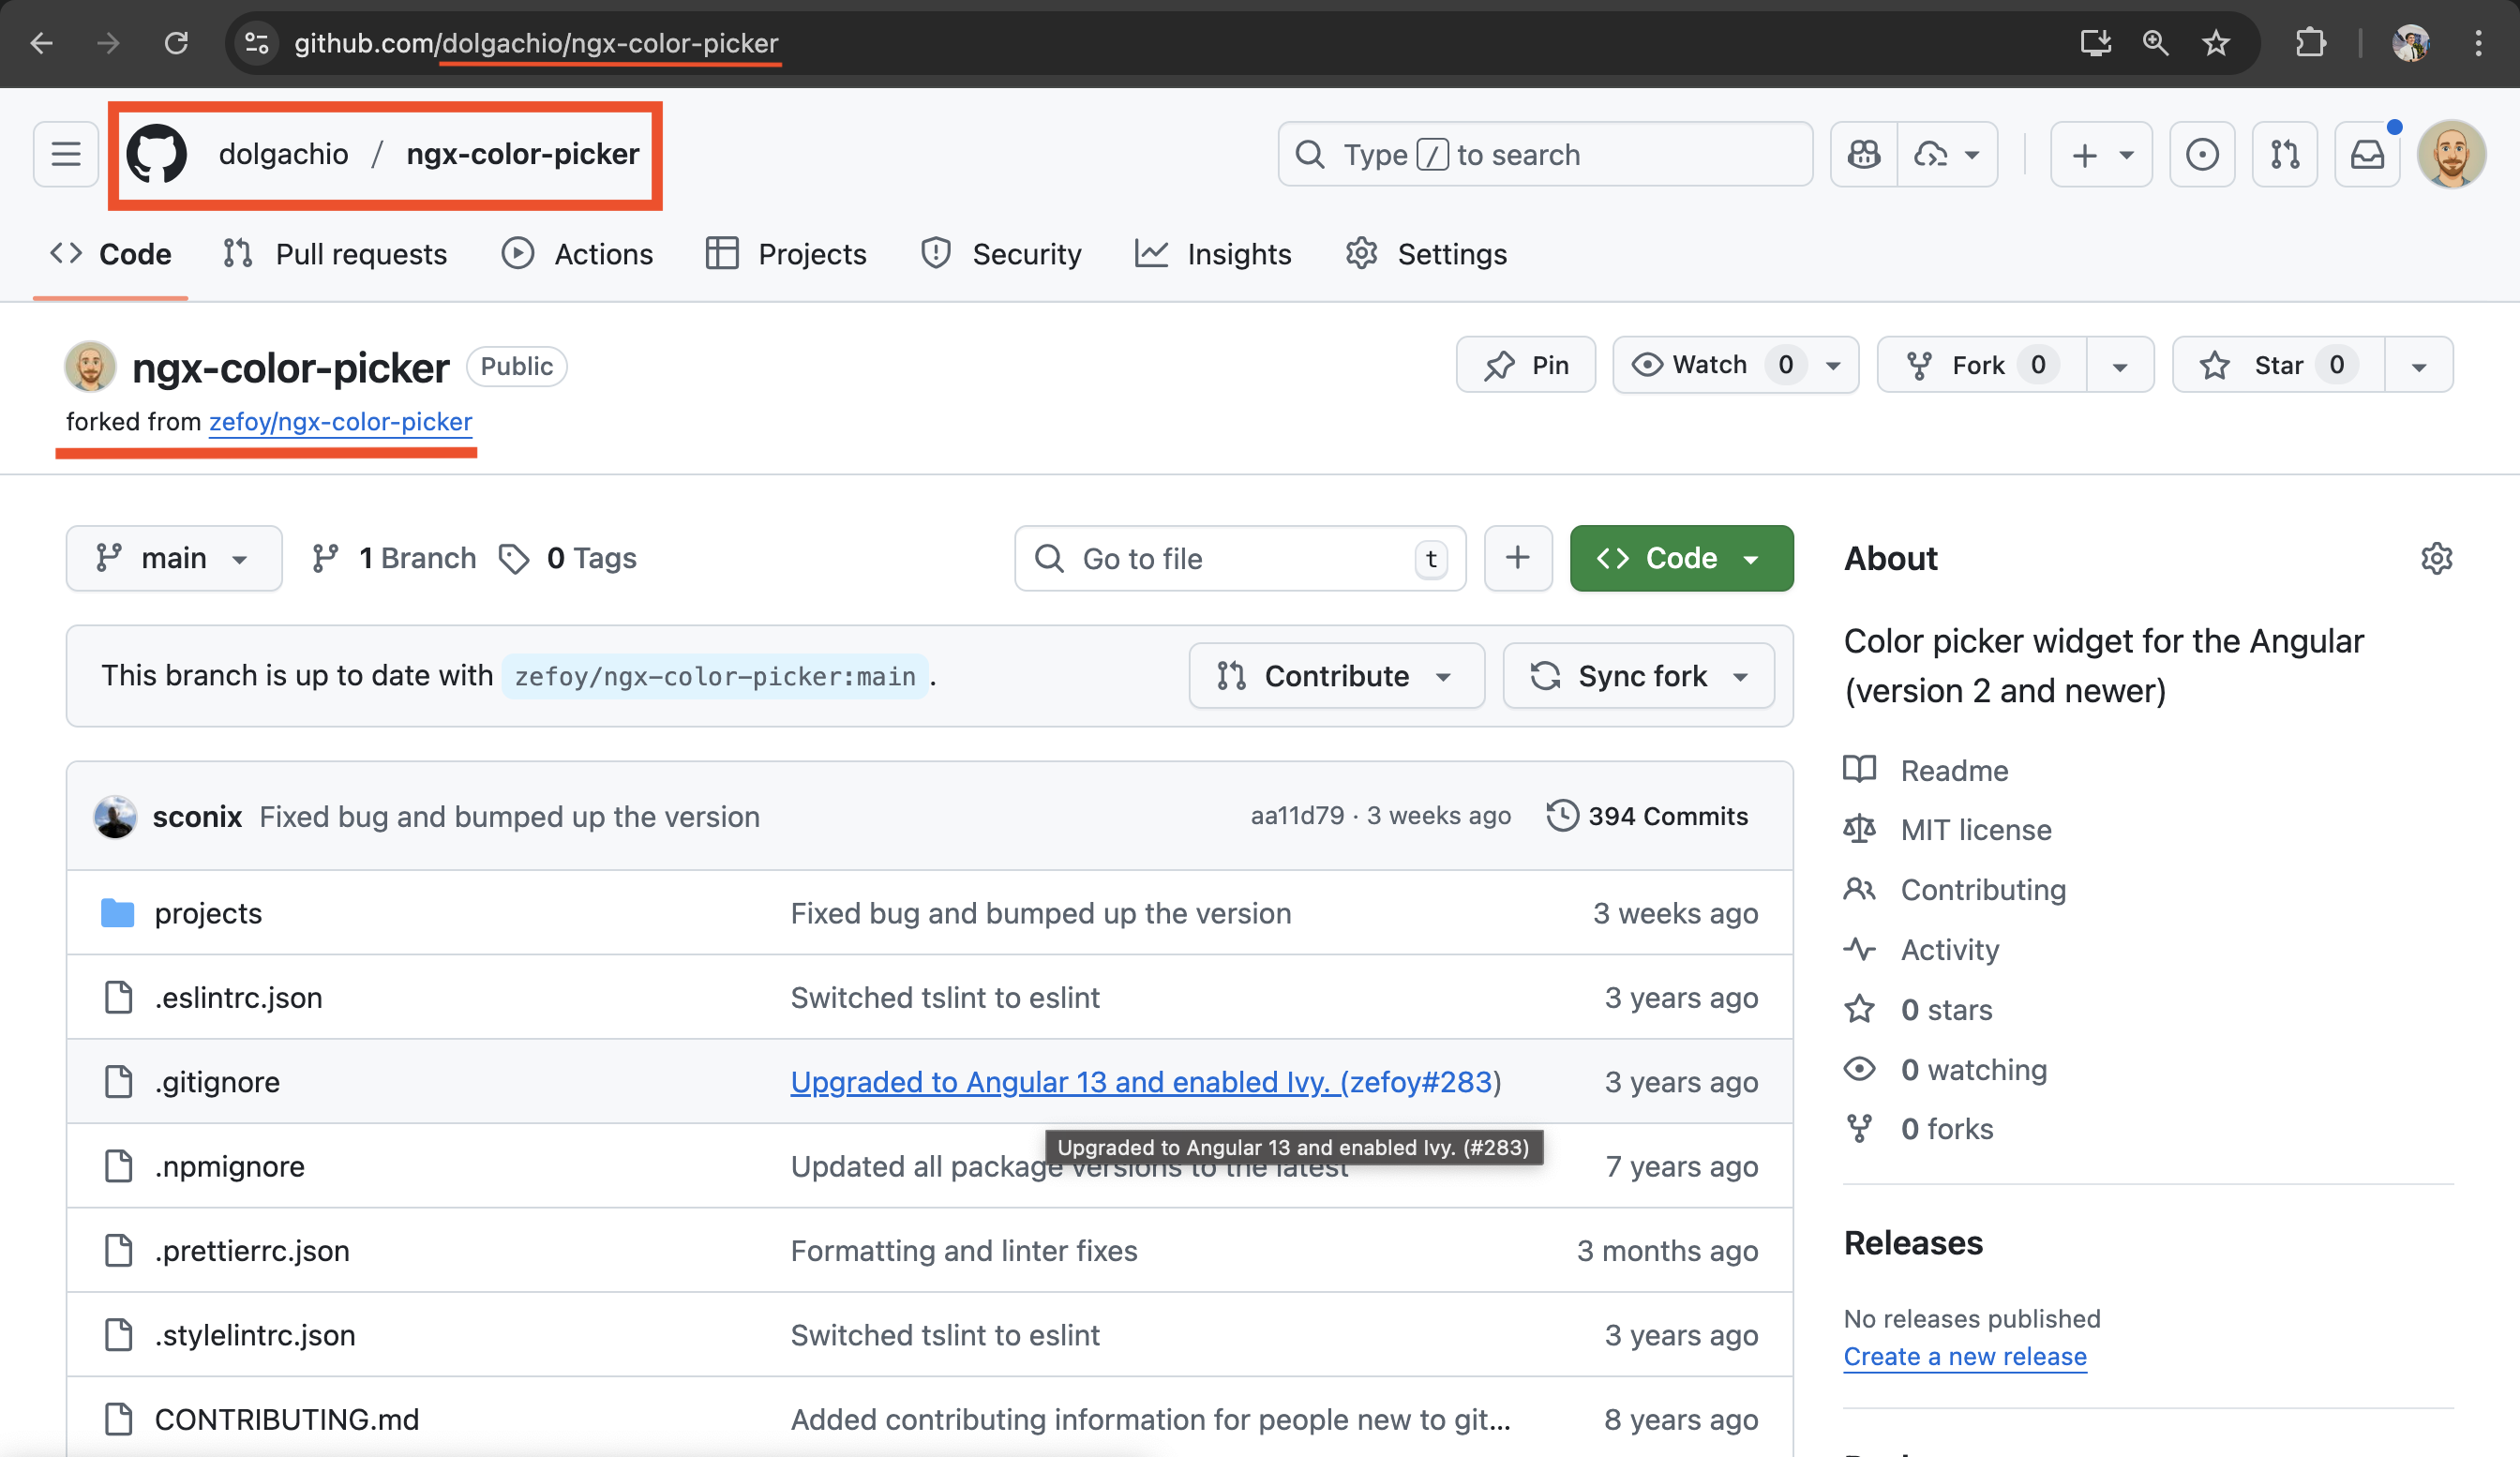 github.com/dolgachio/ngx-color-picker
dolgachio / ngx-color-picker
Type / to search
Code Pull requests Actions Projects Security Insights Settings
ngx-color-picker Public
Pin Watch 0 Fork 0 Star 0
forked from zefoy/ngx-color-picker
main 1 Branch 0 Tags
Go to file t
Code
This branch is up to date with zefoy/ngx-color-picker:main .
Contribute Sync fork
sconix Fixed bug and bumped up the version aa11d79 · 3 weeks ago 394 Commits
projects Fixed bug and bumped up the version 3 weeks ago
.eslintrc.json Switched tslint to eslint 3 years ago
.gitignore Upgraded to Angular 13 and enabled Ivy. (zefoy#283) 3 years ago
Upgraded to Angular 13 and enabled Ivy. (#283)
.npmignore Updated all package versions to the latest 7 years ago
.prettierrc.json Formatting and linter fixes 3 months ago
.stylelintrc.json Switched tslint to eslint 3 years ago
CONTRIBUTING.md Added contributing information for people new to git... 8 years ago
About
Color picker widget for the Angular
(version 2 and newer)
Readme
MIT license
Contributing
Activity
0 stars
0 watching
0 forks
Releases
No releases published
Create a new release